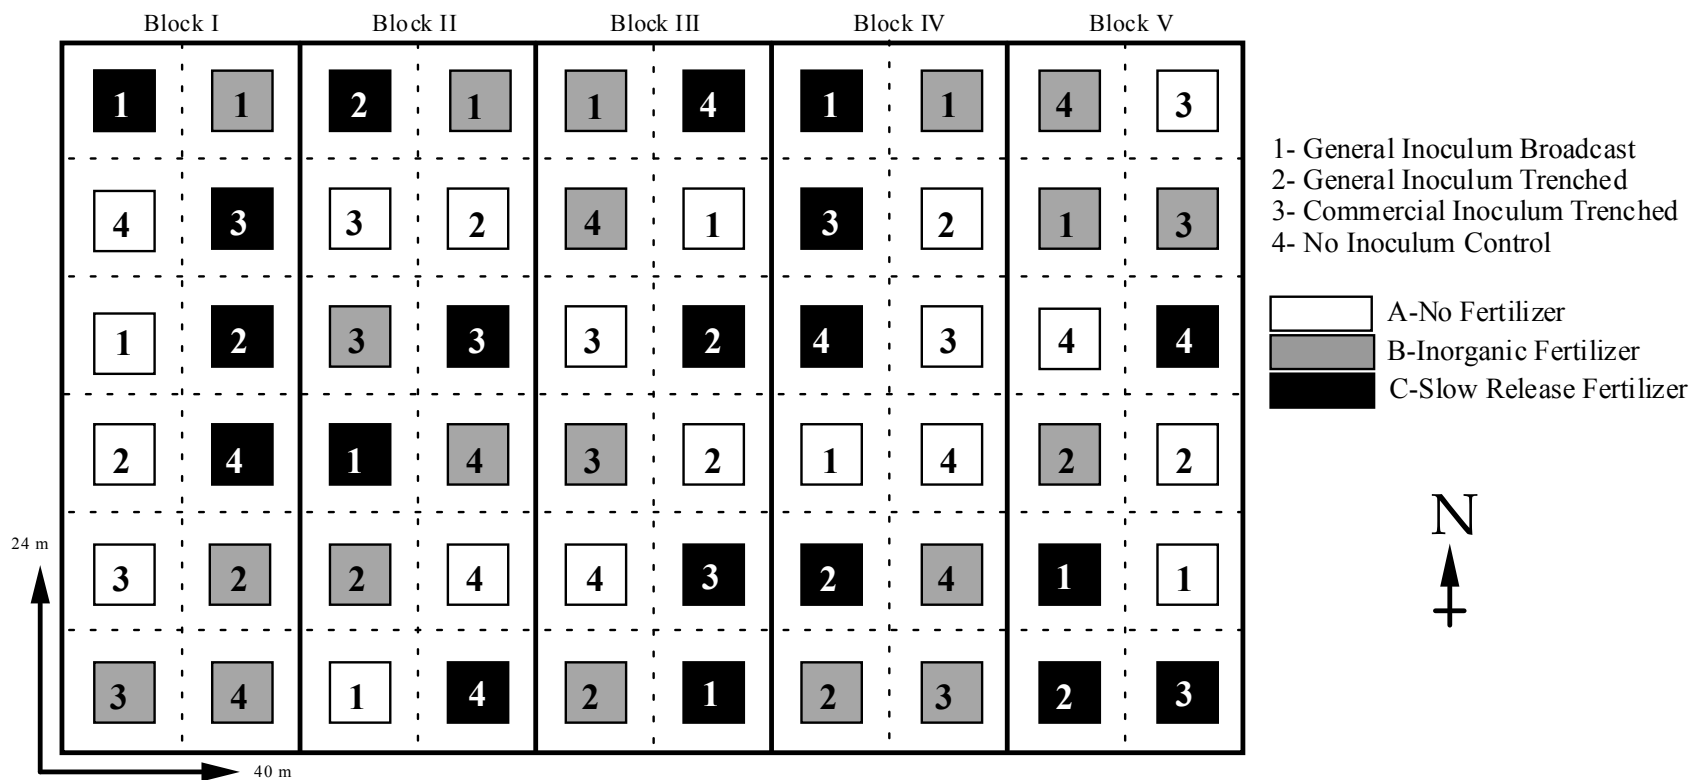 Block I Block II Block III Block IV Block V
1 1 2 1 1 4 1 1 4 3
4 3 3 2 4 1 3 2 1 3
1 2 3 3 3 2 4 3 4 4
2 4 1 4 3 2 1 4 2 2
3 2 2 4 4 3 2 4 1 1
3 4 1 4 2 1 2 3 2 3
1- General Inoculum Broadcast
2- General Inoculum Trenched
3- Commercial Inoculum Trenched
4- No Inoculum Control
A-No Fertilizer
B-Inorganic Fertilizer
C-Slow Release Fertilizer
N
24 m
40 m